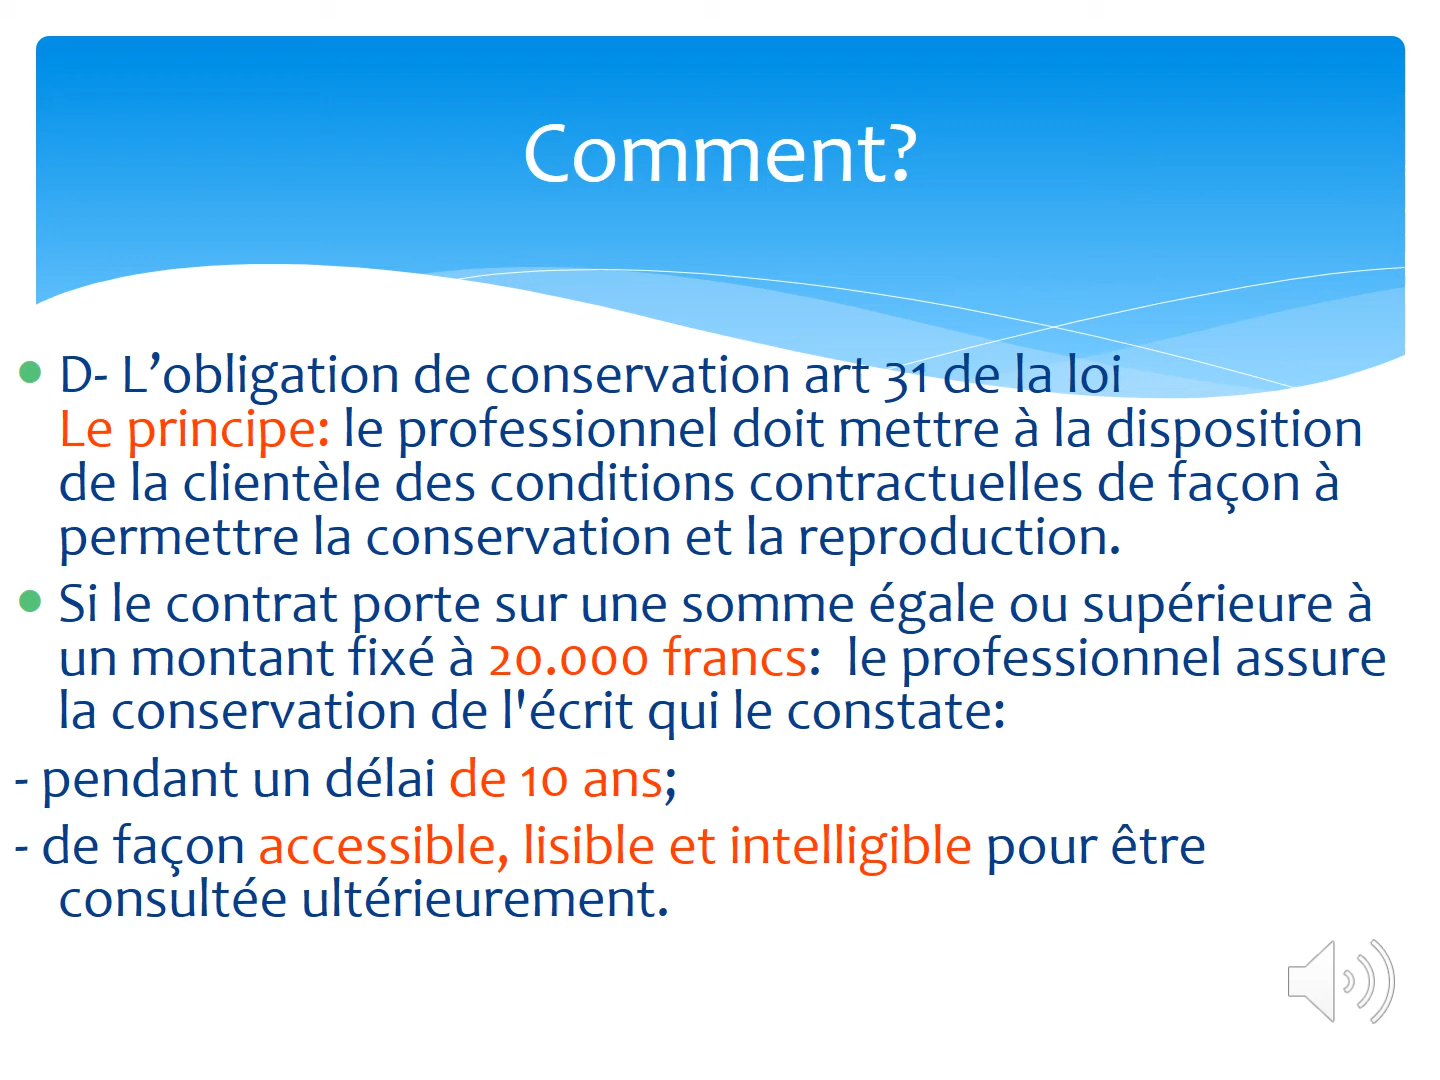 Comment?
D- L’obligation de conservation art 31 de la loi
Le principe: le professionnel doit mettre à la disposition
de la clientèle des conditions contractuelles de façon à
permettre la conservation et la reproduction.
Si le contrat porte sur une somme égale ou supérieure à
un montant fixé à 20.000 francs: le professionnel assure
la conservation de l'écrit qui le constate:
- pendant un délai de 10 ans;
- de façon accessible, lisible et intelligible pour être
consultée ultérieurement.